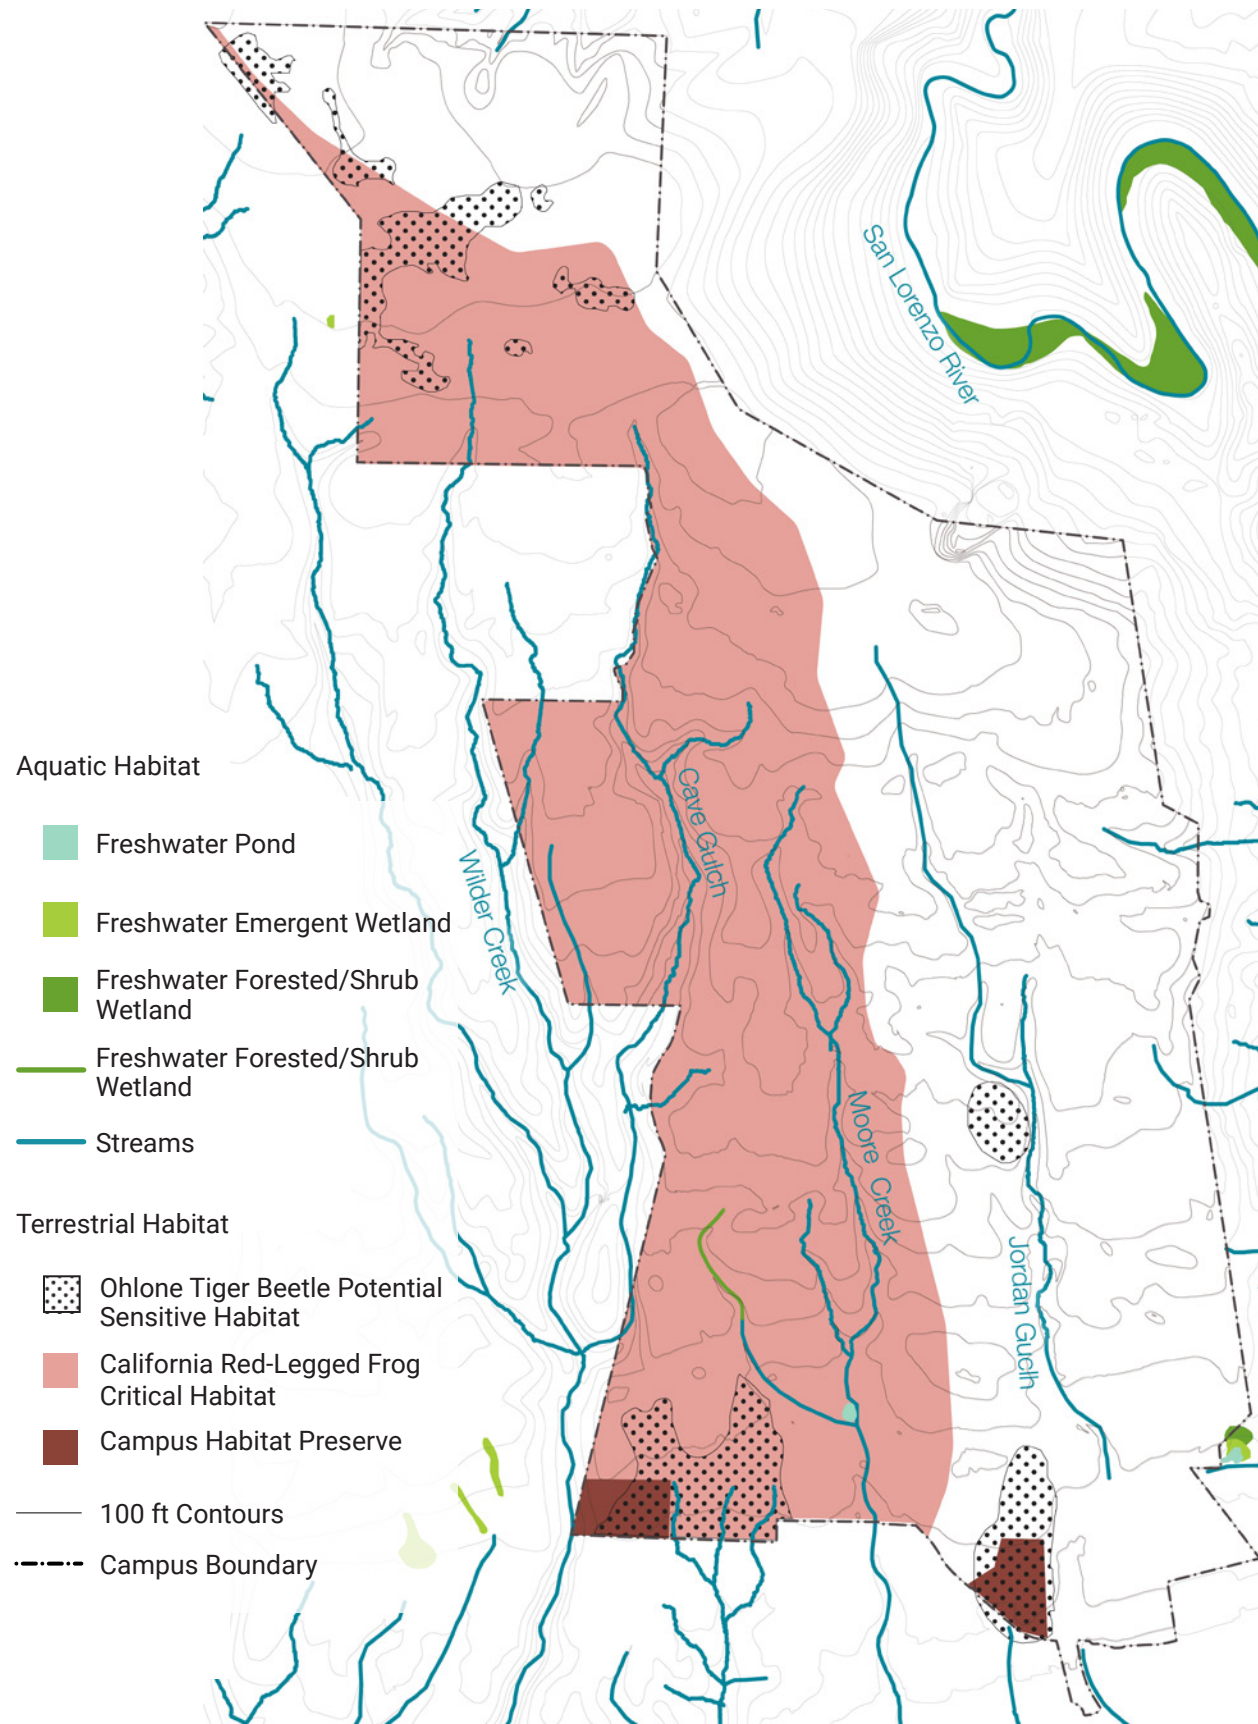 San Lorenzo River
Cave Gulch
Wilder Creek
Moore Creek
Jordan Guclh
Aquatic Habitat
Freshwater Pond
Freshwater Emergent Wetland
Freshwater Forested/Shrub
Wetland
Freshwater Forested/Shrub
Wetland
Streams
Terrestrial Habitat
Ohlone Tiger Beetle Potential
Sensitive Habitat
California Red-Legged Frog
Critical Habitat
Campus Habitat Preserve
100 ft Contours
Campus Boundary